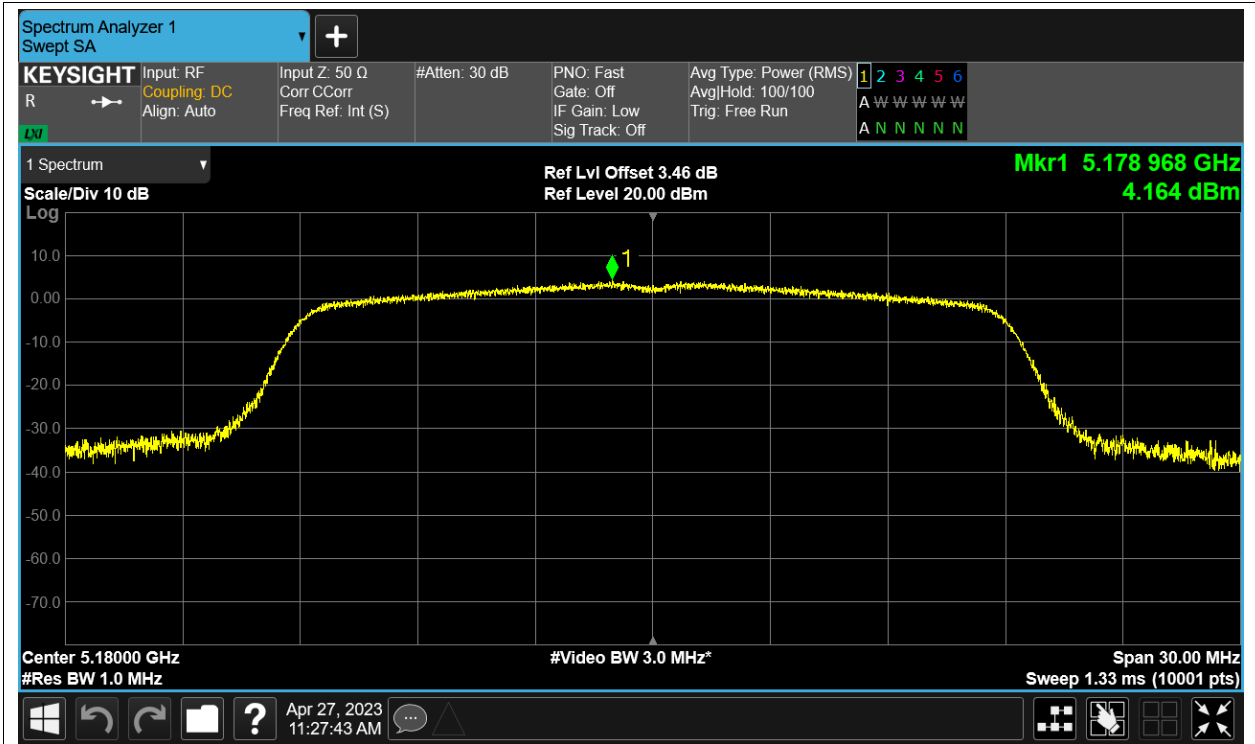 Spectrum Analyzer 1
Swept SA
KEYSIGHT
R
LXI
Input: RF
Coupling: DC
Align: Auto
Input Z: 50 Ω
Corr CCorr
Freq Ref: Int (S)
#Atten: 30 dB
PNO: Fast
Gate: Off
IF Gain: Low
Sig Track: Off
Avg Type: Power (RMS)
Avg|Hold: 100/100
Trig: Free Run
1 2 3 4 5 6
A W W W W W
A N N N N N
1 Spectrum
Scale/Div 10 dB
Ref Lvl Offset 3.46 dB
Ref Level 20.00 dBm
Mkr1 5.178 968 GHz
4.164 dBm
Log
1
10.0
0.00
-10.0
-20.0
-30.0
-40.0
-50.0
-60.0
-70.0
Center 5.18000 GHz
#Video BW 3.0 MHz*
Span 30.00 MHz
#Res BW 1.0 MHz
Sweep 1.33 ms (10001 pts)
?
Apr 27, 2023
11:27:43 AM